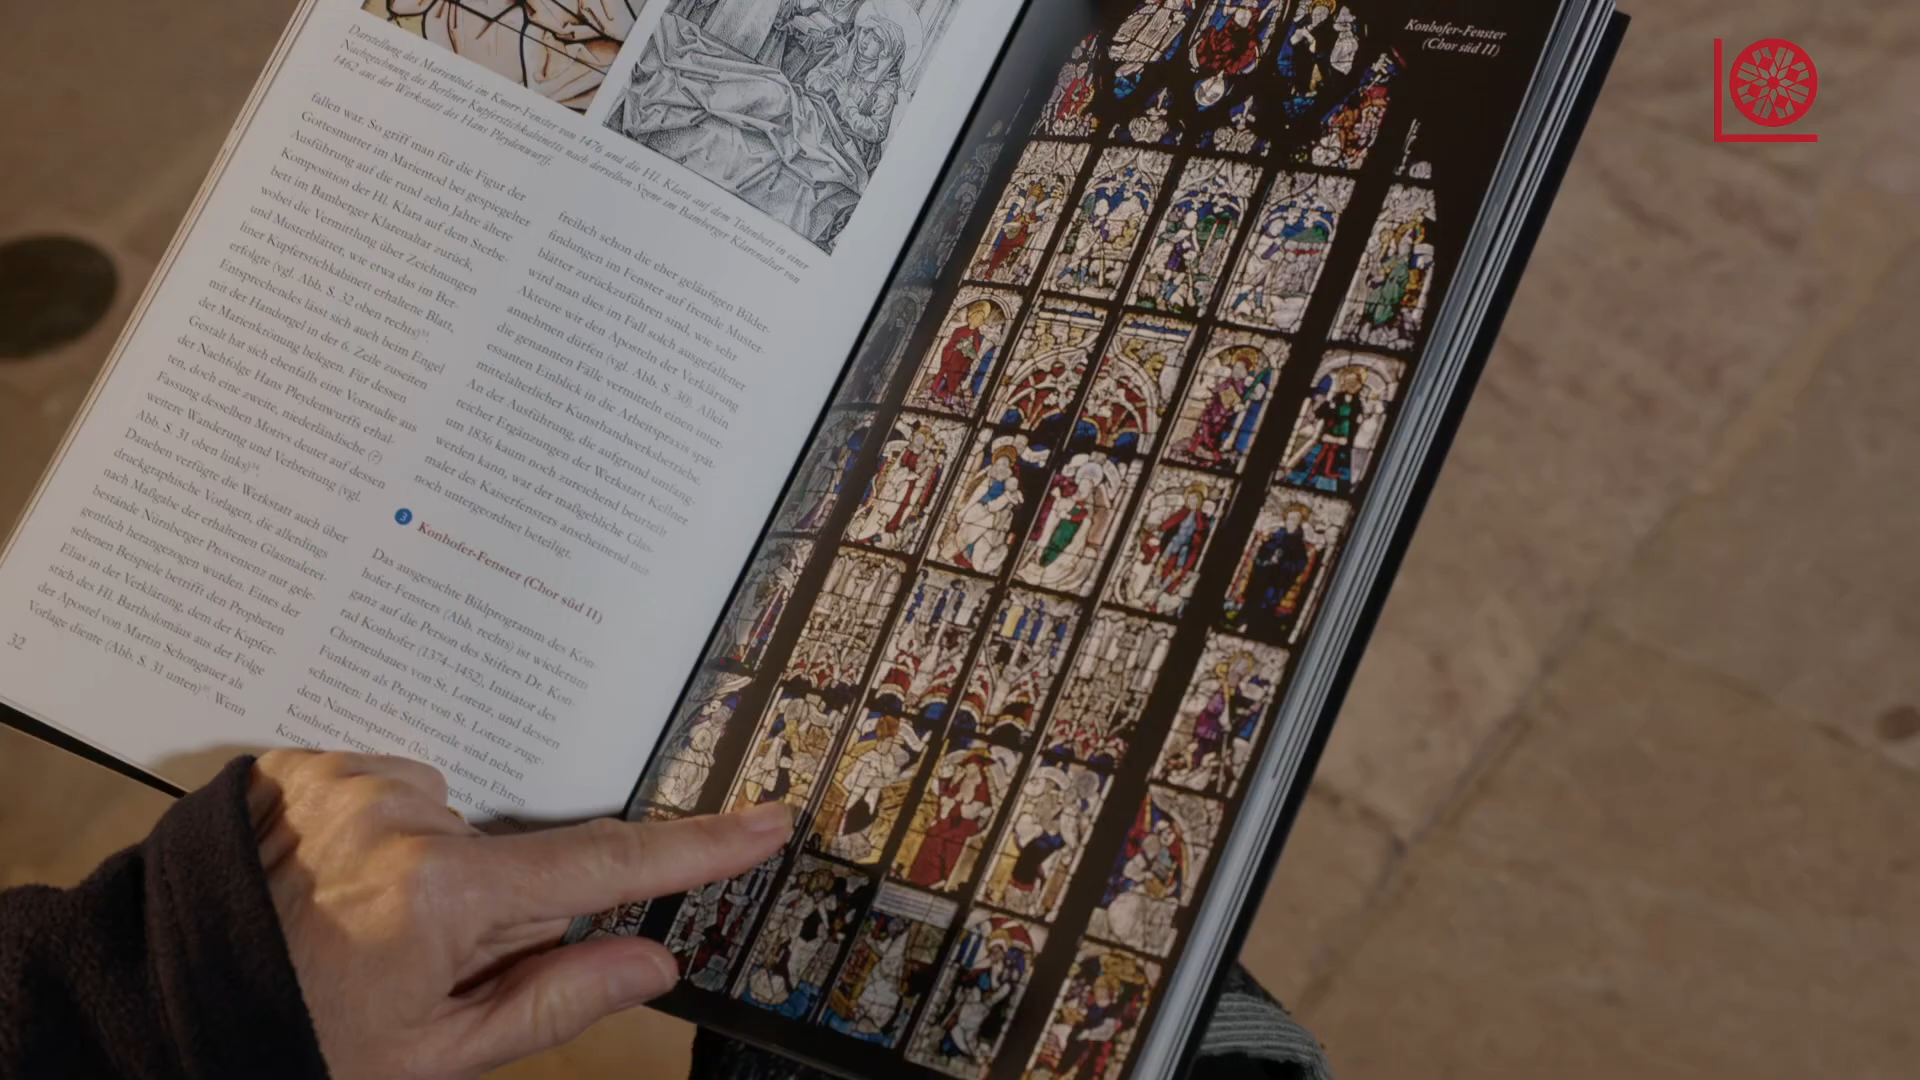 Darstellung des Marientods im Knorr-Fenster von 1476 und die Hl. Klara auf dem Totenbett in einer
Nachzeichnung des Berliner Kupferstichkabinetts nach derselben Szene im Bamberger Klarenaltar von
1462 aus der Werkstatt des Hans Pleydenwurff.
fallen war. So griff man für die Figur der
Gottesmutter im Marientod bei gespiegelter
Ausführung auf die rund zehn Jahre ältere
Komposition der Hl. Klara auf dem Sterbe-
bett im Bamberger Klarenaltar zurück,
wobei die Vermittlung über Zeichnungen
und Musterblätter, wie etwa das im Ber-
liner Kupferstichkabinett erhaltene Blatt,
erfolgte (vgl. Abb. S. 32 oben rechts)
Entsprechendes lässt sich auch beim Engel
mit der Handorgel in der 6. Zeile zuseiten
der Marienkrönung belegen. Für dessen
Gestalt hat sich ebenfalls eine Vorstudie aus
der Nachfolge Hans Pleydenwurffs erhal-
ten, doch eine zweite, niederländische (?)
Fassung desselben Motivs deutet auf dessen
weitere Wanderung und Verbreitung (vgl.
Abb. S. 31 oben links)
Daneben verfügte die Werkstatt auch über
druckgraphische Vorlagen, die allerdings
nach Maßgabe der erhaltenen Glasmalerei-
bestände Nürnberger Provenienz nur gele-
gentlich herangezogen wurden. Eines der
seltenen Beispiele betrifft den Propheten
Elias in der Verklärung, dem der Kupfer-
stich des Hl. Bartholomäus aus der Folge
der Apostel von Martin Schongauer als
Vorlage diente (Abb. S. 31 unten) Wenn
32
freilich schon die eher geläufigen Bilder-
findungen im Fenster auf fremde Muster-
blätter zurückzuführen sind, wie sehr
wird man dies im Fall solch ausgefallener
Akteure wie den Aposteln der Verklärung
annehmen dürfen (vgl. Abb. S. 30). Allein
die genannten Fälle vermitteln einen inter-
essanten Einblick in die Arbeitspraxis spät-
mittelalterlicher Kunsthandwerksbetriebe.
An der Ausführung, die aufgrund umfang-
reicher Ergänzungen der Werkstatt Kellner
um 1836 kaum noch zureichend beurteilt
werden kann, war der maßgebliche Glas-
maler des Kaiserfensters anscheinend nur
noch untergeordnet beteiligt.
3 Konhofer-Fenster (Chor süd II)
Das ausgesuchte Bildprogramm des Kon-
hofer-Fensters (Abb. rechts) ist wiederum
ganz auf die Person des Stifters Dr. Kon-
rad Konhofer (1374–1452), Initiator des
Chorneubaues von St. Lorenz, und dessen
Funktion als Propst von St. Lorenz zuge-
schnitten: In die Stifterzeile sind neben
dem Namenspatron (1c), zu dessen Ehren
Konhofer bereits
Konrad
Konhofer-Fenster
(Chor süd II)